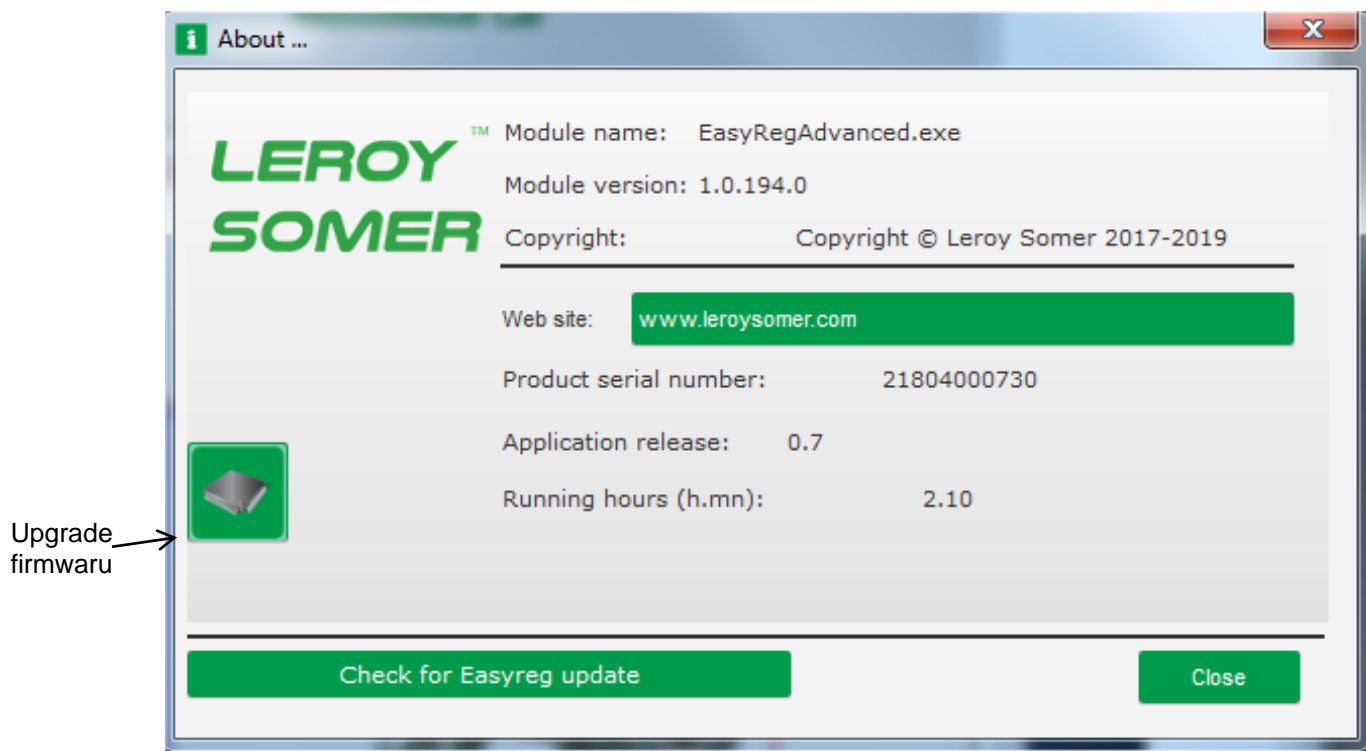 About ...
LEROY
SOMER
TM
Module name: EasyRegAdvanced.exe
Module version: 1.0.194.0
Copyright: Copyright © Leroy Somer 2017-2019
Web site: www.leroysomer.com
Product serial number: 21804000730
Application release: 0.7
Running hours (h.mn): 2.10
Upgrade
firmwaru
Check for Easyreg update
Close